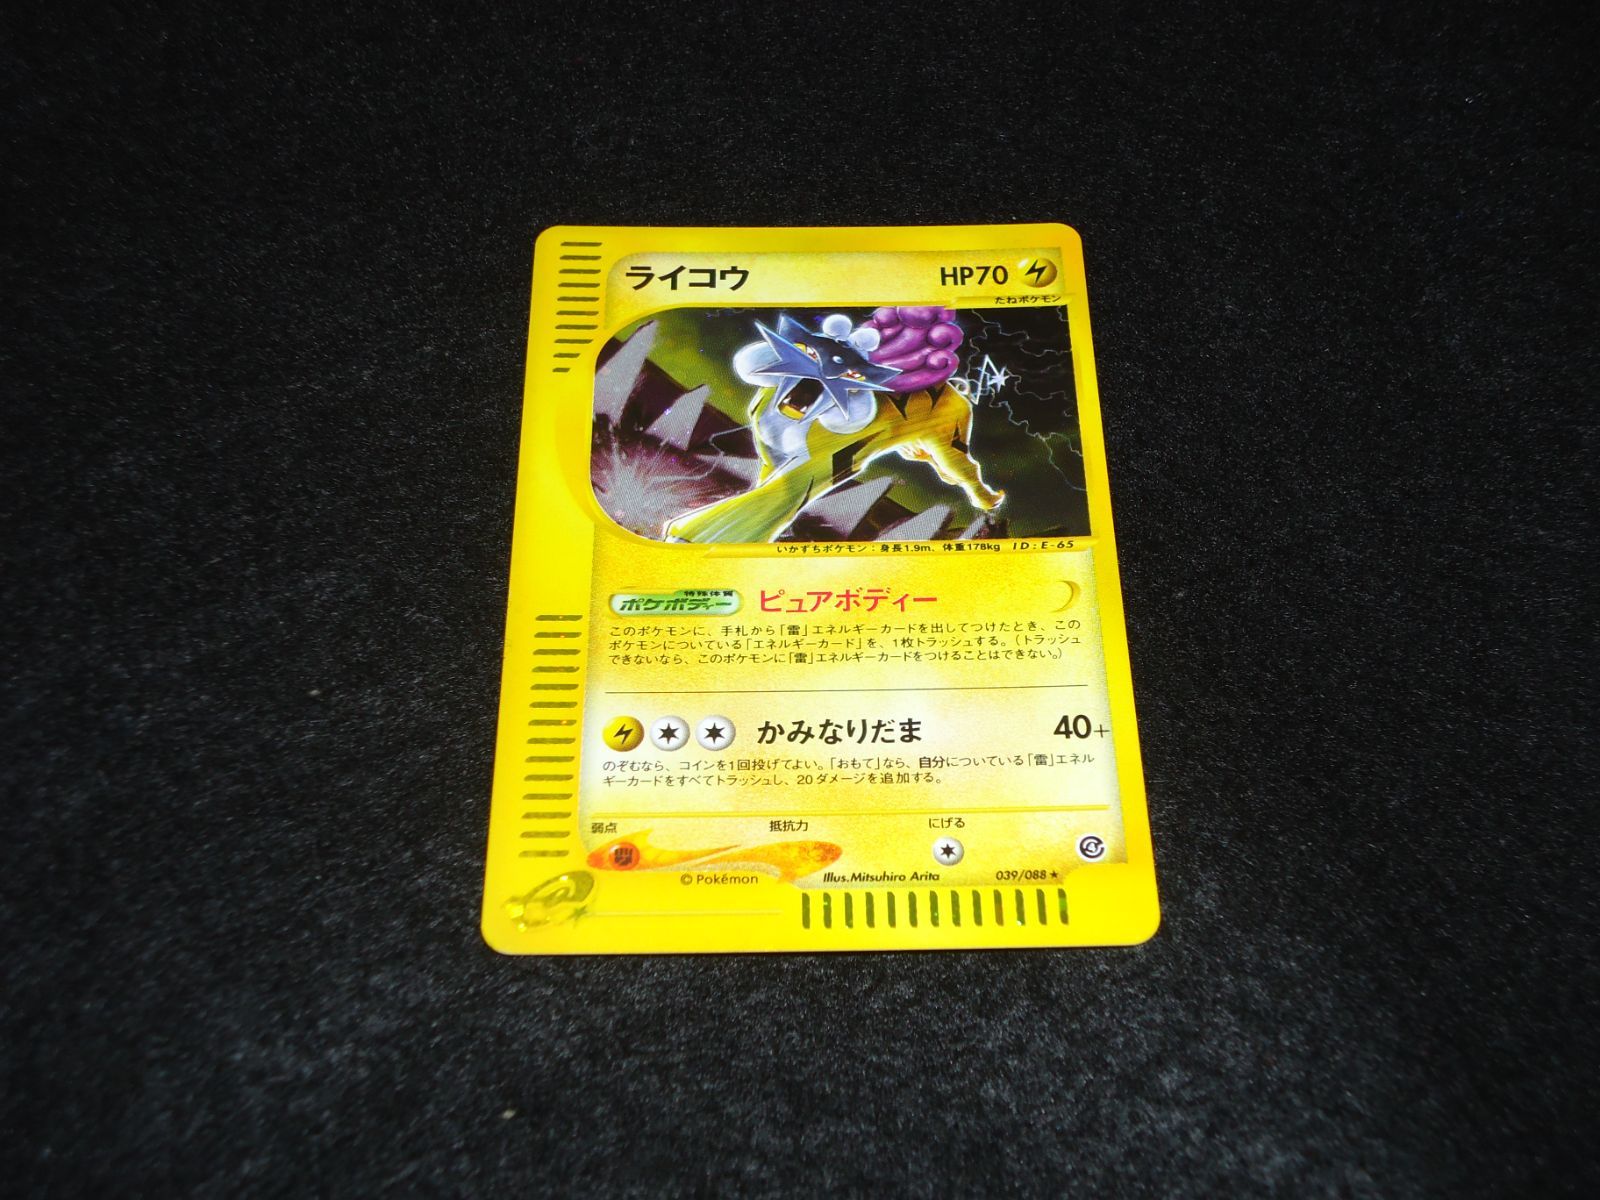 ライコウ HP70
たねポケモン
いかずちポケモン：身長1.9m、体重178kg ID:E-65
特殊体質
ポケボディー ピュアボディー
このポケモンに、手札から「雷」エネルギーカードを出してつけたとき、この
ポケモンについている「エネルギーカード」を、1枚トラッシュする。（トラッシュ
できないなら、このポケモンに「雷」エネルギーカードをつけることはできない。）
かみなりだま 40+
のぞむなら、コインを1回投げてよい。「おもて」なら、自分についている「雷」エネル
ギーカードをすべてトラッシュし、20ダメージを追加する。
弱点 抵抗力 にげる
© Pokémon Illus.Mitsuhiro Arita 039/088 ★